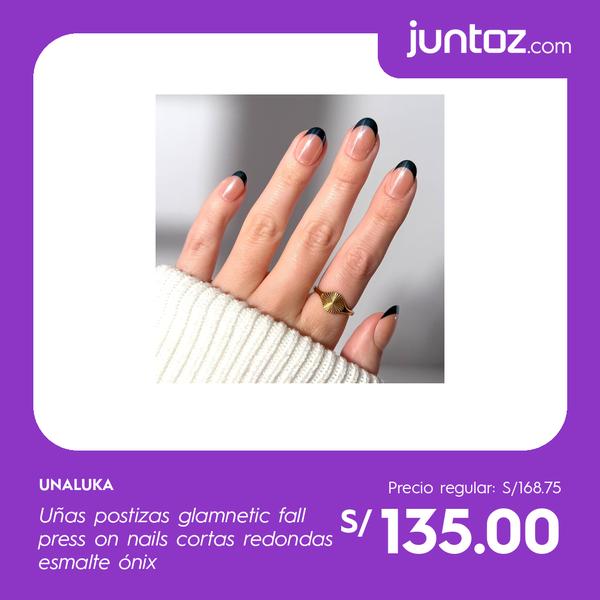 juntoz.com
UNALUKA
Uñas postizas glamnetic fall
press on nails cortas redondas
esmalte ónix
Precio regular: S/168.75
S/135.00